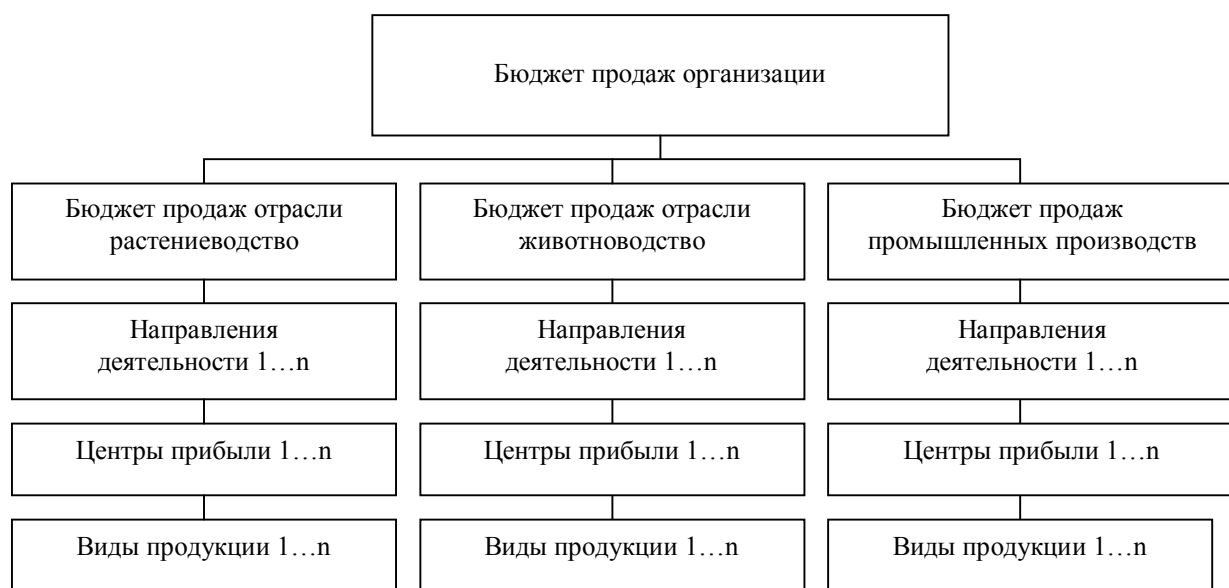 Бюджет продаж организации
Бюджет продаж отрасли
растениеводство
Бюджет продаж отрасли
животноводство
Бюджет продаж
промышленных производств
Направления
деятельности 1…n
Направления
деятельности 1…n
Направления
деятельности 1…n
Центры прибыли 1…n
Центры прибыли 1…n
Центры прибыли 1…n
Виды продукции 1…n
Виды продукции 1…n
Виды продукции 1…n